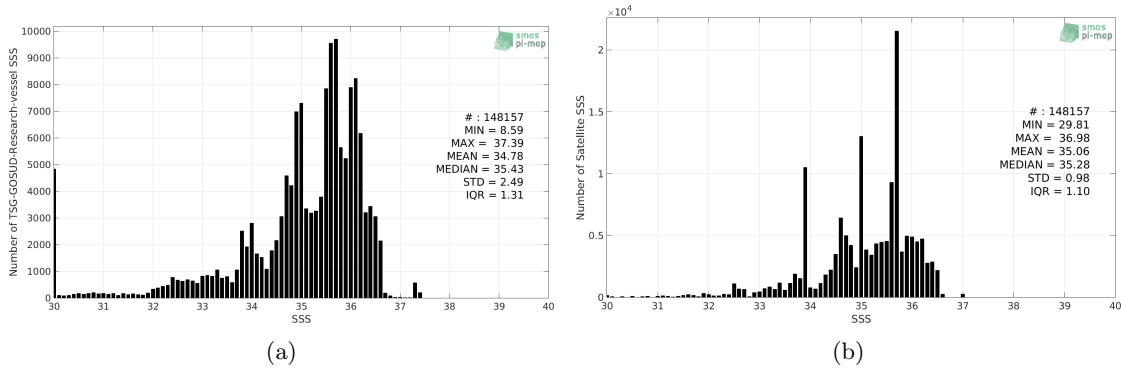 10000
9000
8000
7000
6000
5000
4000
3000
2000
1000
0
Number of TSG-GOSUD-Research-vessel SSS
30 31 32 33 34 35 36 37 38 39 40
SSS
smos
pi-mep
# : 148157
MIN = 8.59
MAX = 37.39
MEAN = 34.78
MEDIAN = 35.43
STD = 2.49
IQR = 1.31
(a)
×10⁴
2
1.5
1
0.5
0
Number of Satellite SSS
30 31 32 33 34 35 36 37 38 39 40
SSS
smos
pi-mep
# : 148157
MIN = 29.81
MAX = 36.98
MEAN = 35.06
MEDIAN = 35.28
STD = 0.98
IQR = 1.10
(b)